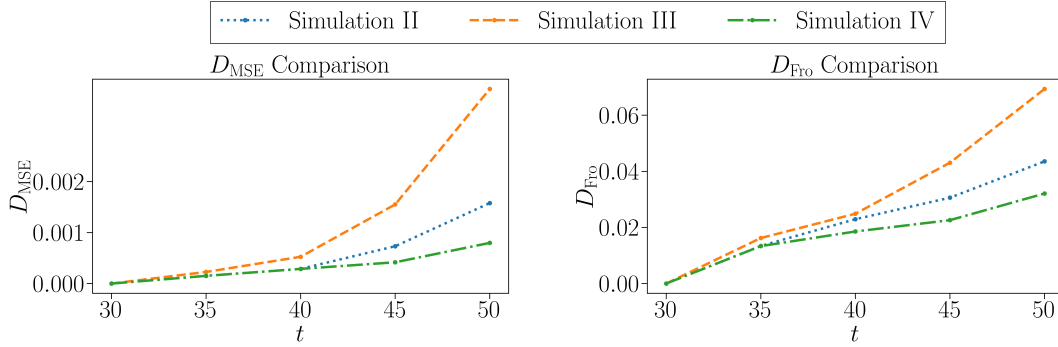 Simulation II
Simulation III
Simulation IV
D_MSE Comparison
D_MSE
0.002
0.001
0.000
30 35 40 45 50
t
D_Fro Comparison
D_Fro
0.06
0.04
0.02
0.00
30 35 40 45 50
t